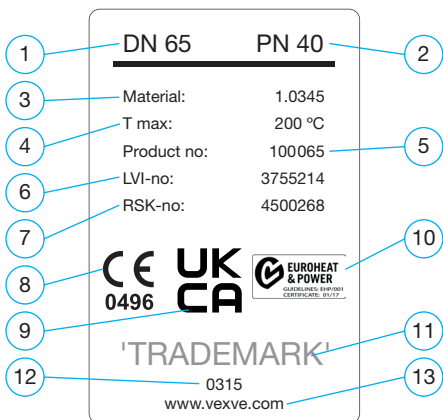 1 DN 65 PN 40 2
3 Material: 1.0345
4 T max: 200 ºC
Product no: 100065 5
6 LVI-no: 3755214
7 RSK-no: 4500268
8 CE 0496
9 UK CA
10 EUROHEAT
& POWER
GUIDELINES: EHP/001
CERTIFICATE: 01/17
'TRADEMARK' 11
12 0315
www.vexve.com 13